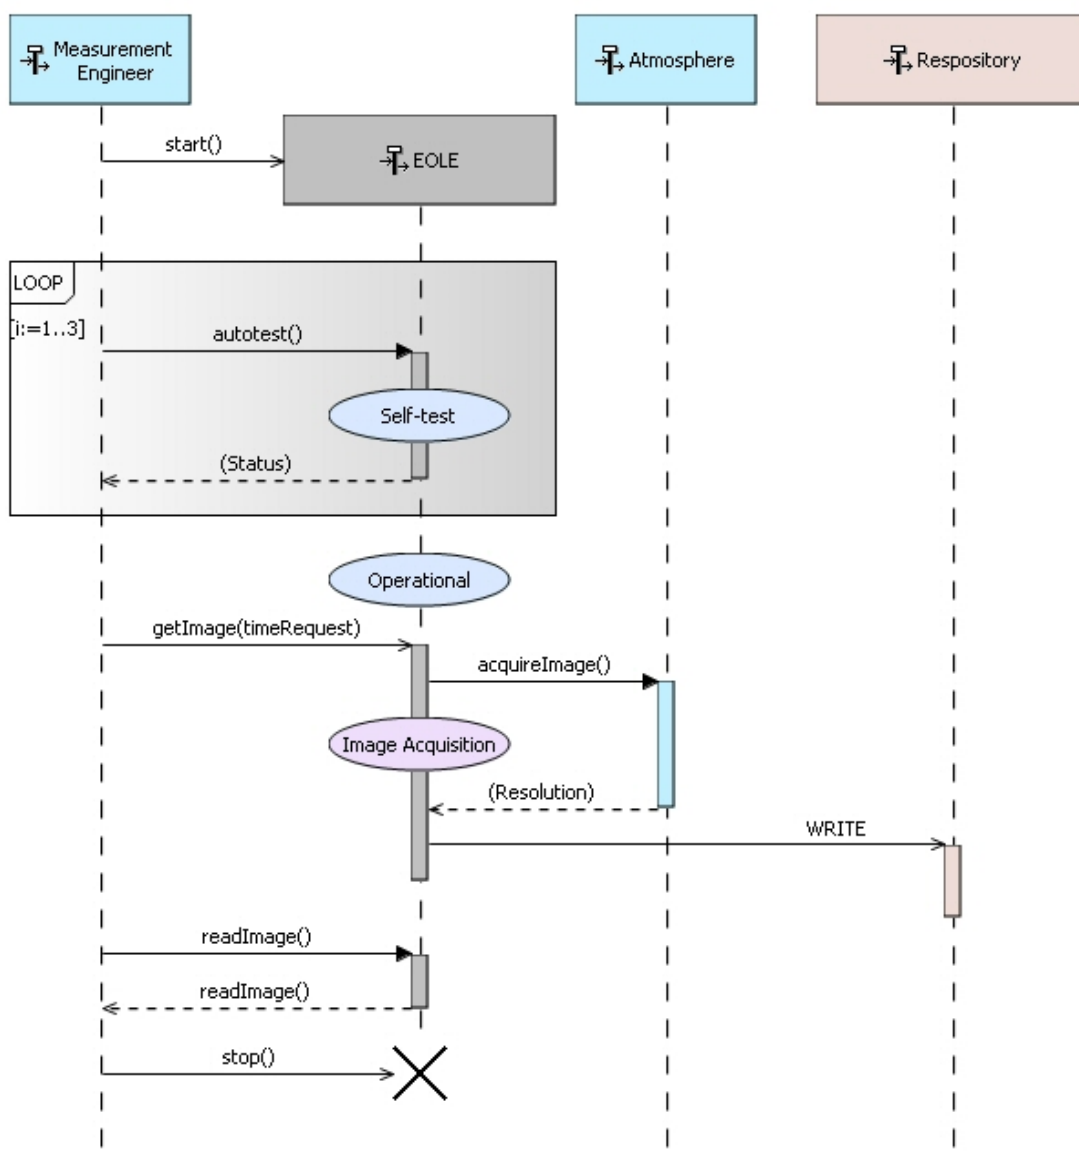 Measurement
Engineer
Atmosphere
Respository
start()
EOLE
LOOP
[i:=1..3]
autotest()
Self-test
(Status)
Operational
getImage(timeRequest)
acquireImage()
Image Acquisition
(Resolution)
WRITE
readImage()
readImage()
stop()